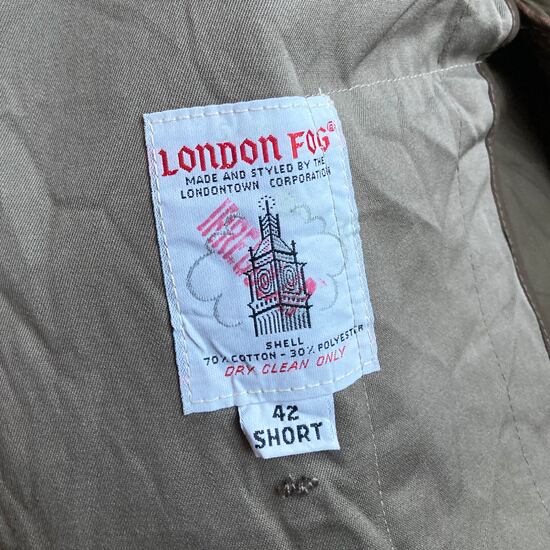 LONDON FOG®
MADE AND STYLED BY THE
LONDONTOWN CORPORATION
SHELL
70% COTTON - 30% POLYESTER
DRY CLEAN ONLY
42
SHORT